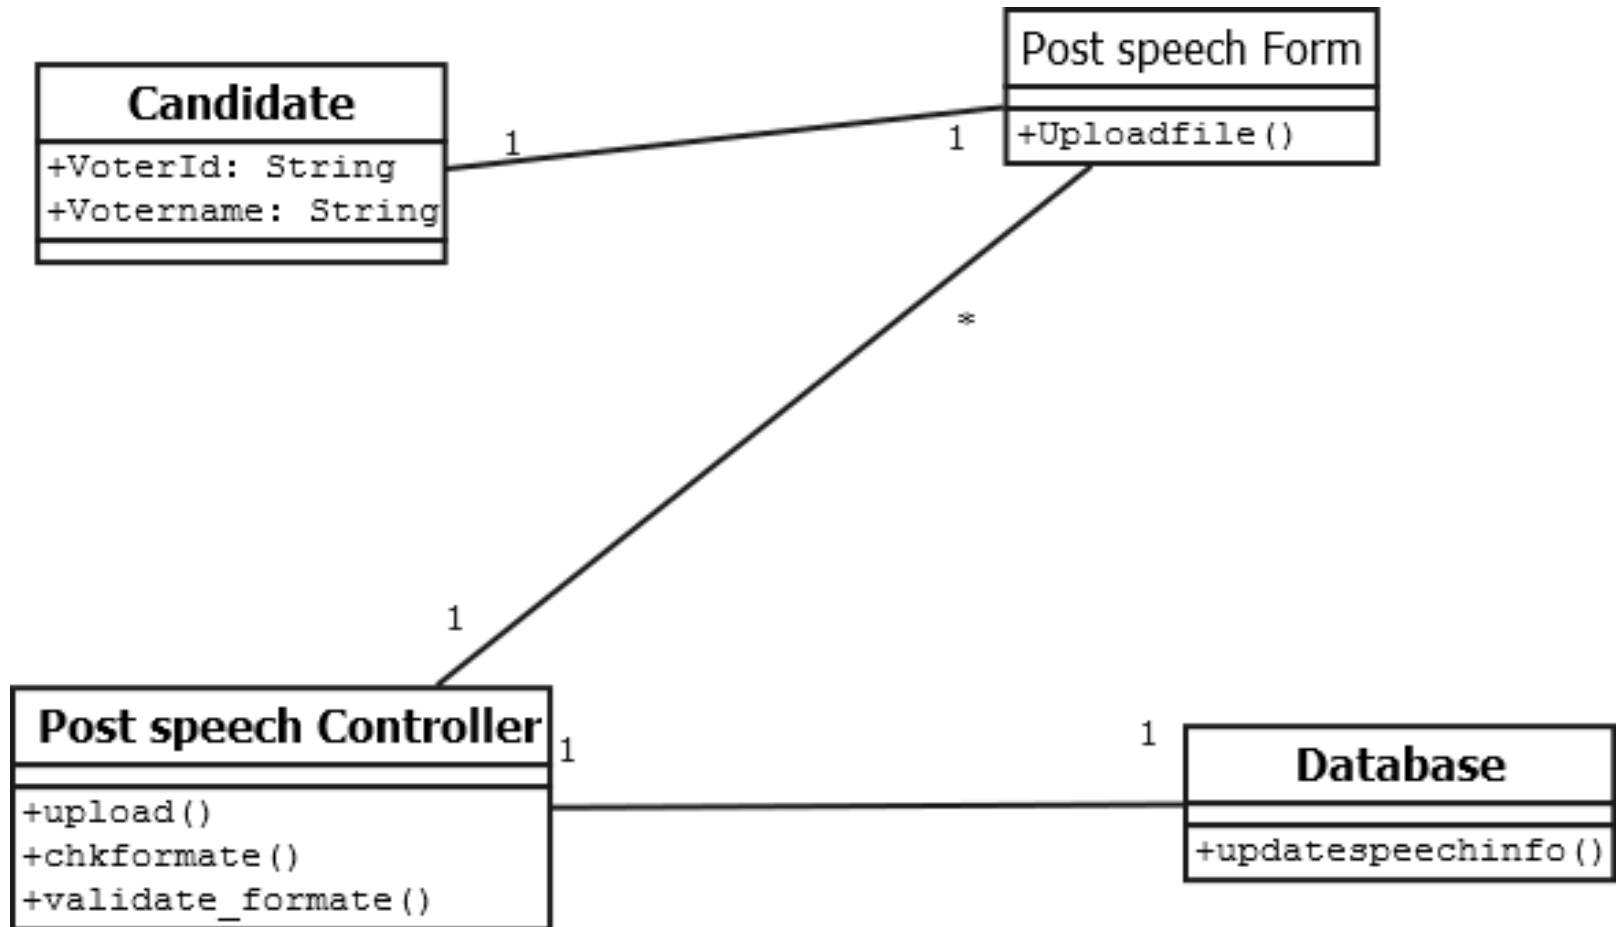 Post speech Form
+Uploadfile()
Candidate
+VoterId: String
+Votername: String
1
1
*
1
Post speech Controller
+upload()
+chkformate()
+validate_formate()
1
1
Database
+updatespeechinfo()